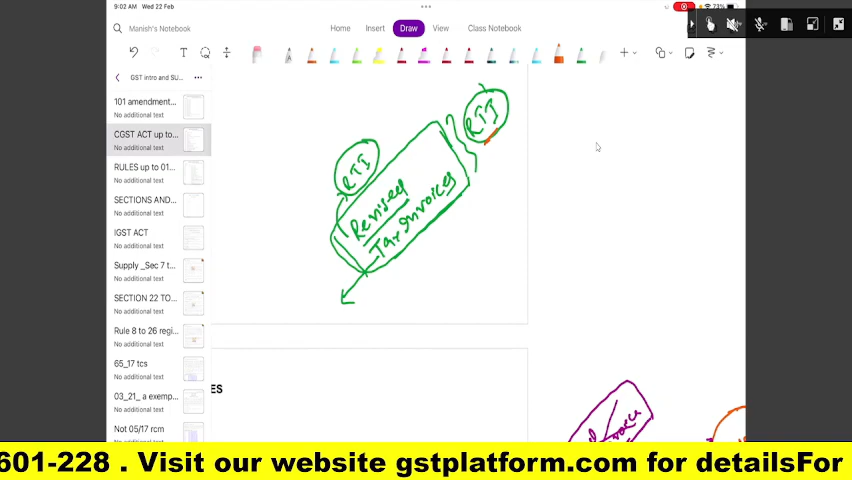 9:02 AM Wed 22 Feb
73%
Manish's Notebook
Home Insert Draw View Class Notebook
GST intro and SU...
101 amendment...
No additional text
CGST ACT up to...
No additional text
RULES up to 01...
No additional text
SECTIONS AND...
No additional text
IGST ACT
No additional text
Supply _Sec 7 t...
No additional text
SECTION 22 TO...
No additional text
Rule 8 to 26 regi...
No additional text
65_17 tcs
No additional text
03_21_ a exemp...
No additional text
Not 05/17 rcm
RTI
RTI
Revised
Tax Invoices
ES
601-228 . Visit our website gstplatform.com for detailsFor